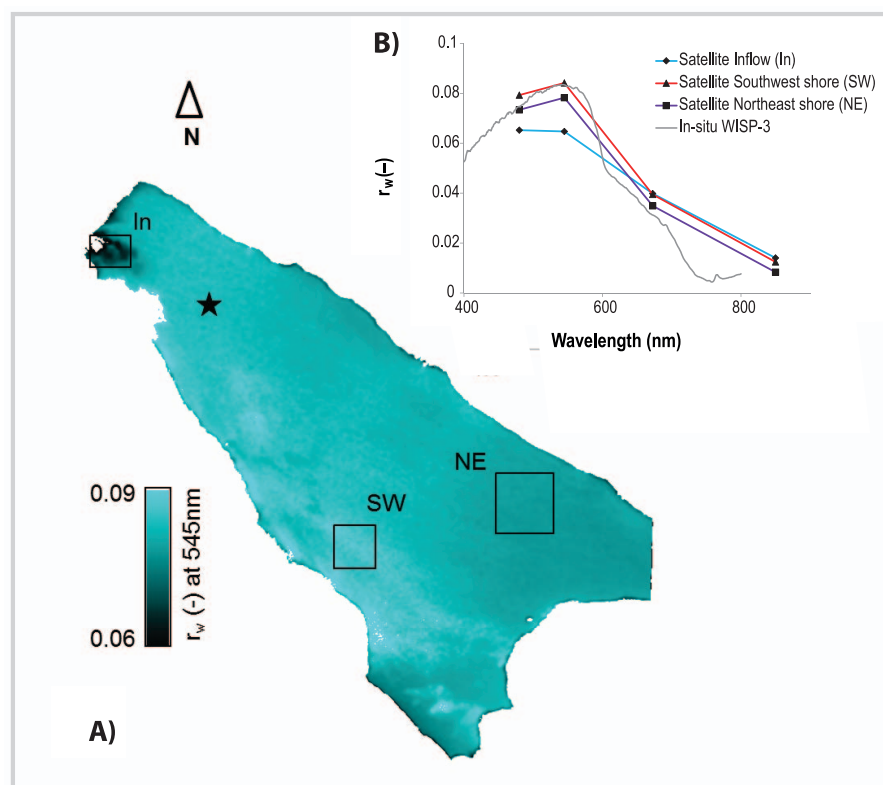 B)
0.1
0.08
0.06
0.04
0.02
0
r_w(–)
400
600
800
Wavelength (nm)
Satellite Inflow (In)
Satellite Southwest shore (SW)
Satellite Northeast shore (NE)
In-situ WISP-3
N
In
NE
SW
0.09
0.06
r_w (-) at 545nm
A)